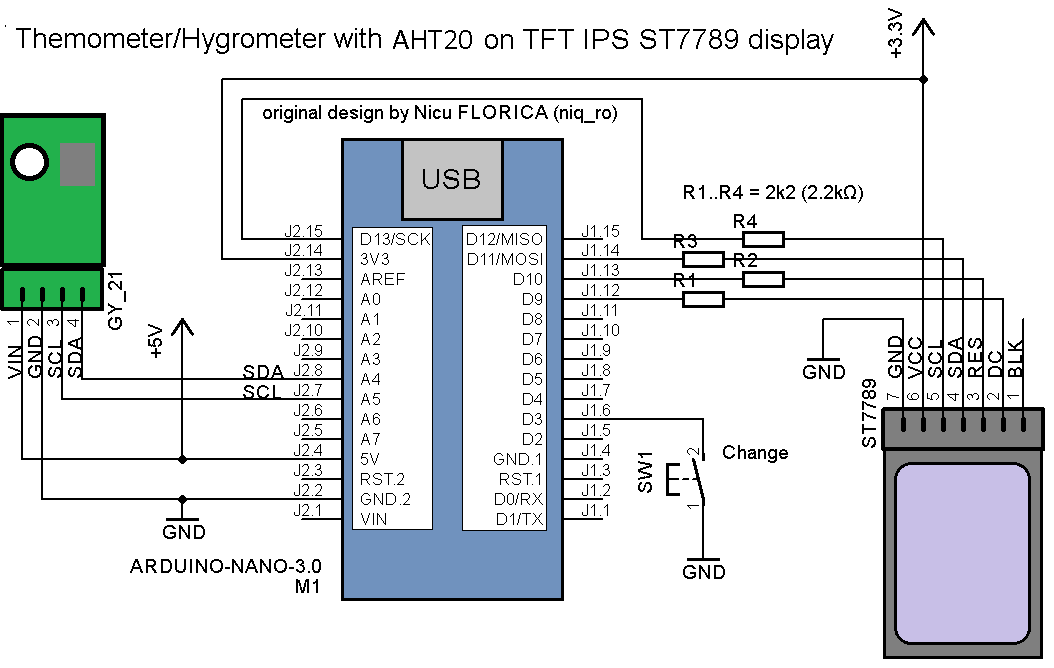 Themometer/Hygrometer with AHT20 on TFT IPS ST7789 display
+3.3V
original design by Nicu FLORICA (niq_ro)
USB
R1..R4 = 2k2 (2.2kΩ)
R4
R3
R2
R1
J2.15 D13/SCK D12/MISO J1.15
J2.14 3V3 D11/MOSI J1.14
J2.13 AREF D10 J1.13
J2.12 A0 D9 J1.12
J2.11 A1 D8 J1.11
J2.10 A2 D7 J1.10
J2.9 A3 D6 J1.9
SDA J2.8 A4 D5 J1.8
SCL J2.7 A5 D4 J1.7
J2.6 A6 D3 J1.6
J2.5 A7 D2 J1.5
J2.4 5V GND.1 J1.4
J2.3 RST.2 RST.1 J1.3
J2.2 GND.2 D0/RX J1.2
J2.1 VIN D1/TX J1.1
GY_21
VIN 1
GND 2
SCL 3
SDA 4
+5V
GND
ARDUINO-NANO-3.0
M1
SW1
2
1
Change
GND
GND
ST7789
7 GND
6 VCC
5 SCL
4 SDA
3 RES
2 DC
1 BLK